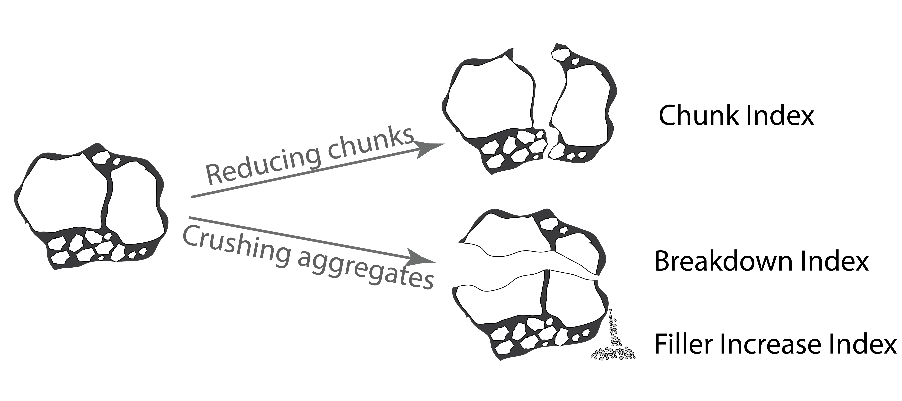 Reducing chunks
Chunk Index
Crushing aggregates
Breakdown Index
Filler Increase Index